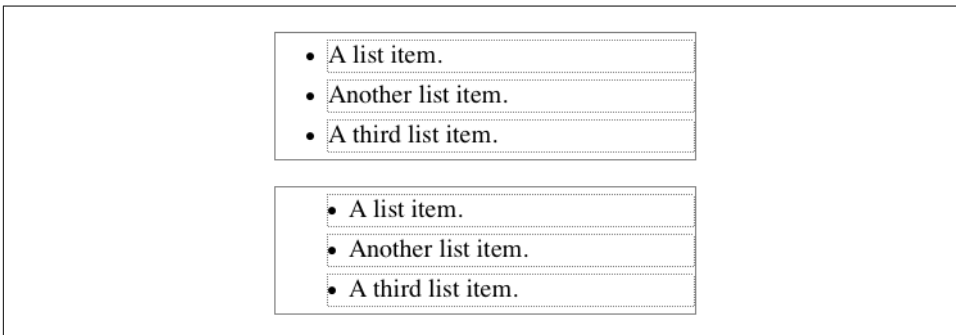 • A list item.
• Another list item.
• A third list item.
• A list item.
• Another list item.
• A third list item.